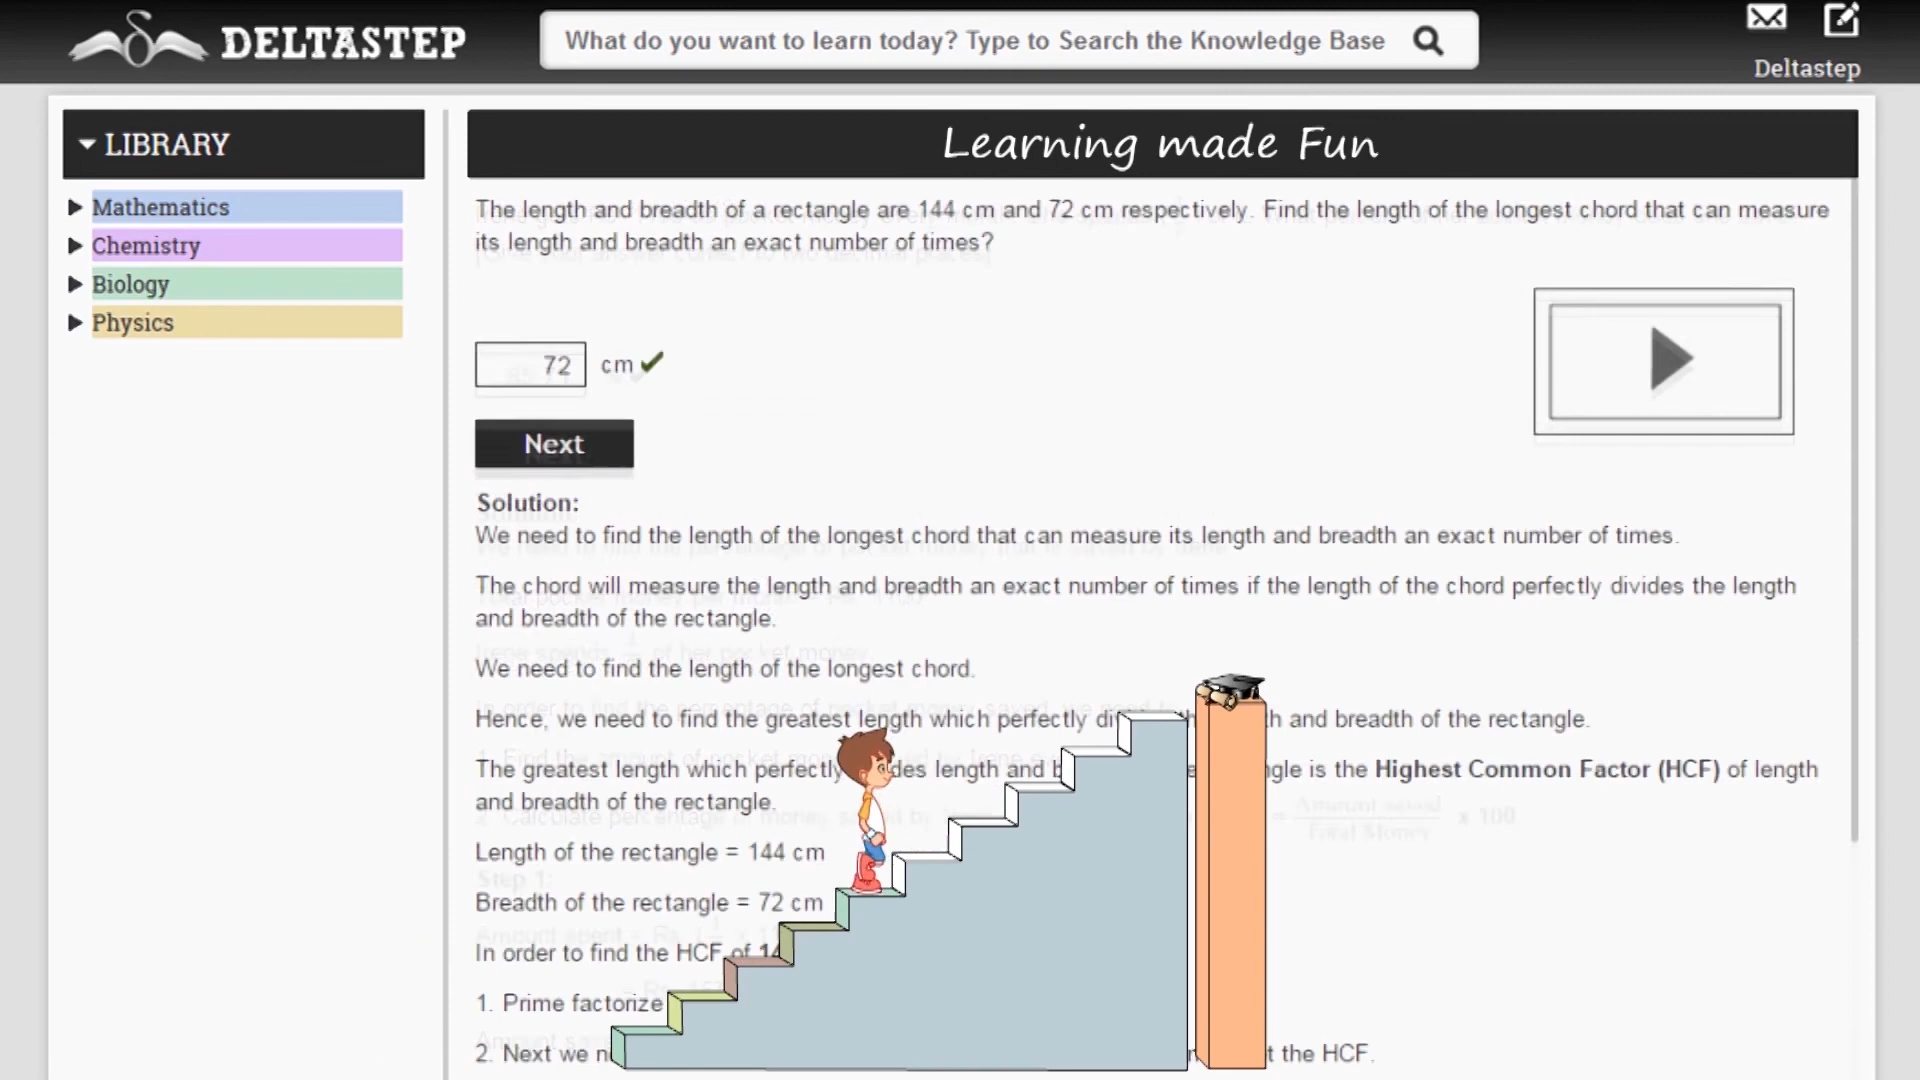 DELTASTEP
What do you want to learn today? Type to Search the Knowledge Base
Deltastep
LIBRARY
Mathematics
Chemistry
Biology
Physics
Learning made Fun
The length and breadth of a rectangle are 144 cm and 72 cm respectively. Find the length of the longest chord that can measure
its length and breadth an exact number of times?
72 cm
Next
Solution:
We need to find the length of the longest chord that can measure its length and breadth an exact number of times.
The chord will measure the length and breadth an exact number of times if the length of the chord perfectly divides the length
and breadth of the rectangle.
We need to find the length of the longest chord.
Hence, we need to find the greatest length which perfectly and breadth of the rectangle.
The greatest length which perfectly length and is the Highest Common Factor (HCF) of length
and breadth of the rectangle.
Length of the rectangle = 144 cm
Breadth of the rectangle = 72 cm
In order to find the HCF of
1. Prime factorize
2. Next we the HCF.